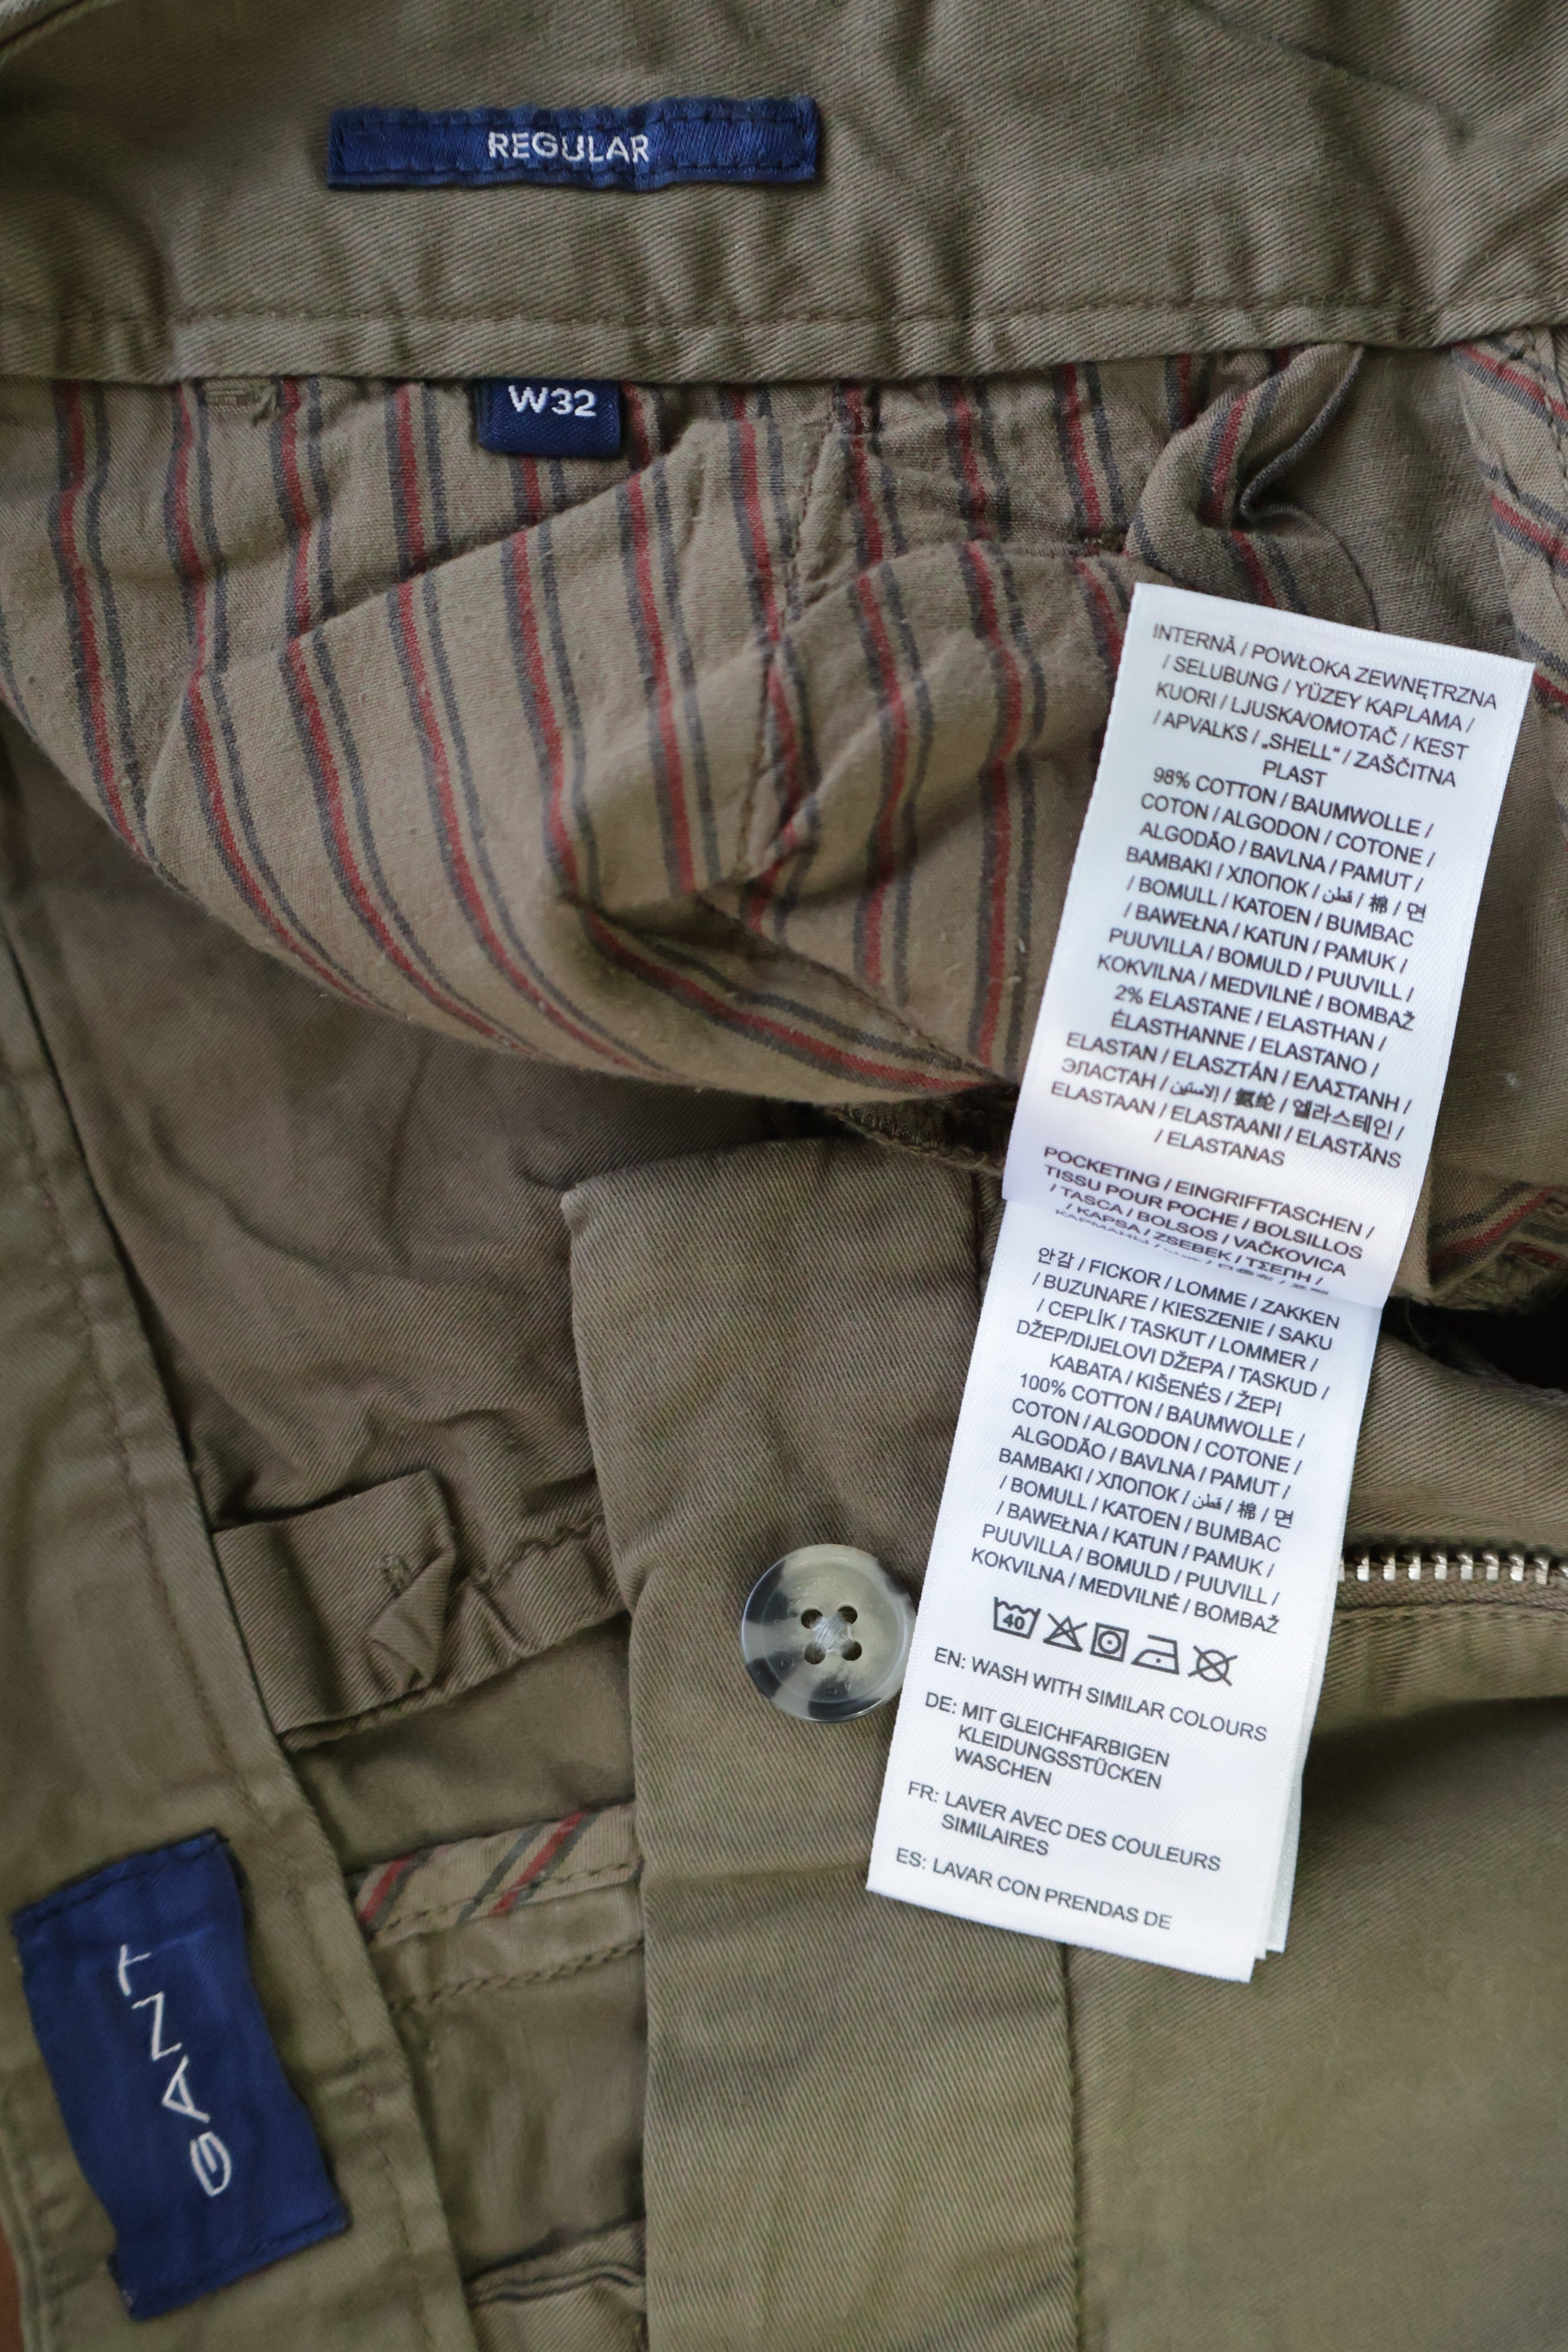 REGULAR
W32
INTERNĂ / POWŁOKA ZEWNĘTRZNA
/ SELUBUNG / YÜZEY KAPLAMA /
KUORI / LJUSKA/OMOTAČ / KEST
/ APVALKS / „SHELL“ / ZAŠČITNA
PLAST
98% COTTON / BAUMWOLLE /
COTON / ALGODON / COTONE /
ALGODÃO / BAVLNA / PAMUT /
BAMBAKI / ХЛОПОК / قطن / 棉 / 면
/ BOMULL / KATOEN / BUMBAC
/ BAWEŁNA / KATUN / PAMUK /
PUUVILLA / BOMULD / PUUVILL /
KOKVILNA / MEDVILNĖ / BOMBAŽ
2% ELASTANE / ELASTHAN /
ÉLASTHANNE / ELASTANO /
ELASTAN / ELASZTÁN / ΕΛΑΣΤΑΝΗ /
ЭЛАСТАН / / 氨纶 / 엘라스테인 /
ELASTAAN / ELASTAANI / ELASTĀNS
/ ELASTANAS
POCKETING / EINGRIFFTASCHEN /
TISSU POUR POCHE / BOLSILLOS
/ TASCA / BOLSOS / VAČKOVICA
/ KAPSA / ZSEBEK / ΤΣΕΠΗ /
КАРМАНЫ /
안감 / FICKOR / LOMME / ZAKKEN
/ BUZUNARE / KIESZENIE / SAKU
/ CEPLİK / TASKUT / LOMMER /
DŽEP/DIJELOVI DŽEPA / TASKUD /
KABATA / KIŠENĖS / ŽEPI
100% COTTON / BAUMWOLLE /
COTON / ALGODON / COTONE /
ALGODÃO / BAVLNA / PAMUT /
BAMBAKI / ХЛОПОК / قطن / 棉 / 면
/ BOMULL / KATOEN / BUMBAC
/ BAWEŁNA / KATUN / PAMUK /
PUUVILLA / BOMULD / PUUVILL /
KOKVILNA / MEDVILNĖ / BOMBAŽ
40
EN: WASH WITH SIMILAR COLOURS
DE: MIT GLEICHFARBIGEN
KLEIDUNGSSTÜCKEN
WASCHEN
FR: LAVER AVEC DES COULEURS
SIMILAIRES
ES: LAVAR CON PRENDAS DE
GANT